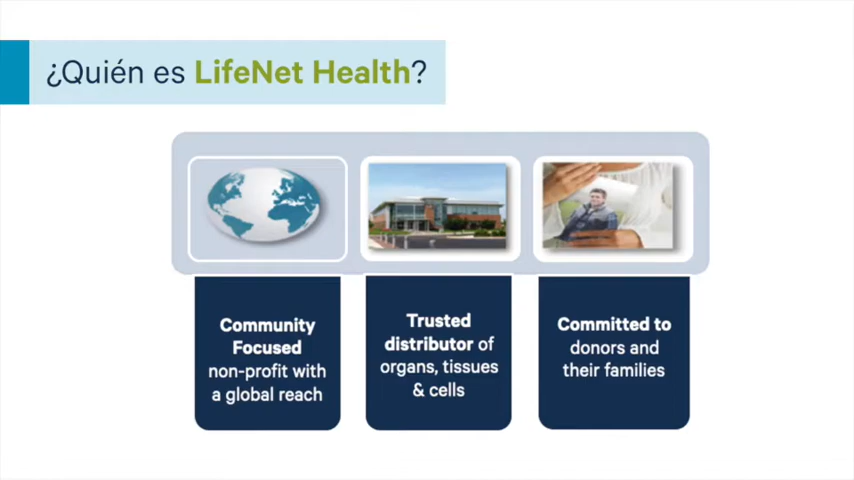 ¿Quién es LifeNet Health?
Community
Focused
non-profit with
a global reach
Trusted
distributor of
organs, tissues
& cells
Committed to
donors and
their families